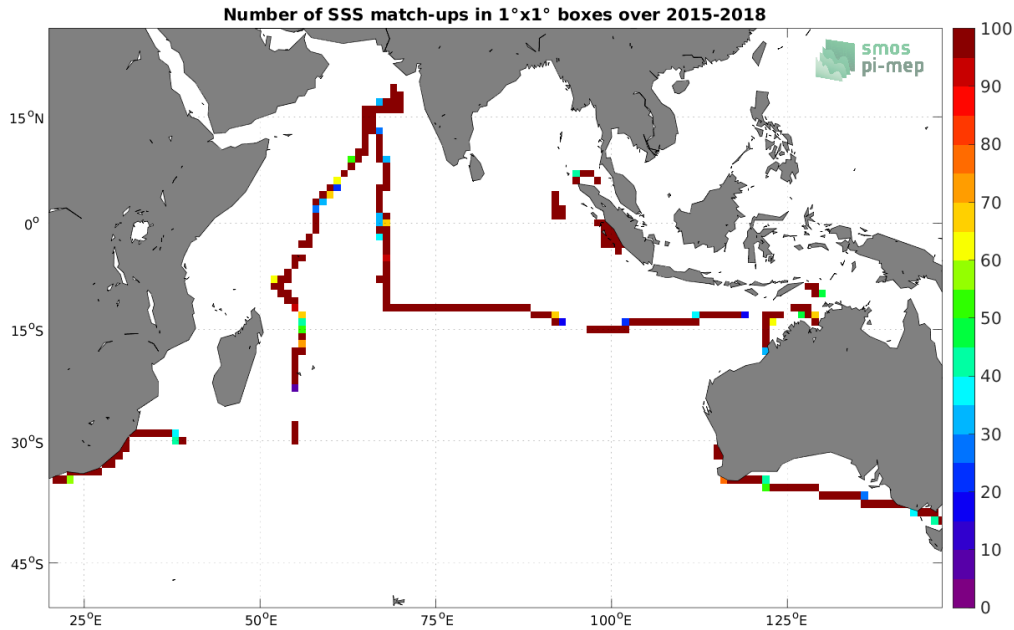 Number of SSS match-ups in 1°x1° boxes over 2015-2018
smos
pi-mep
15°N
0°
15°S
30°S
45°S
25°E
50°E
75°E
100°E
125°E
100
90
80
70
60
50
40
30
20
10
0